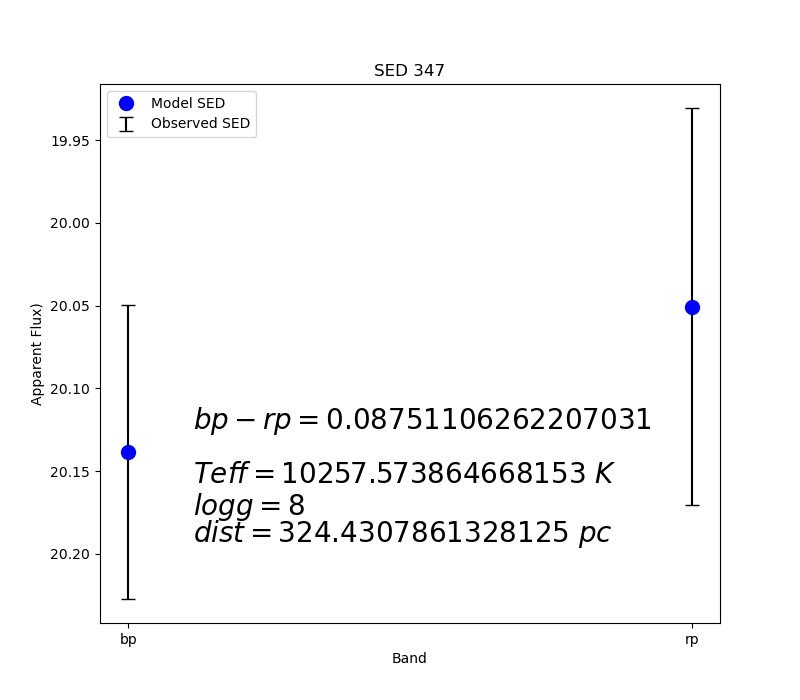 SED 347
Model SED
Observed SED
19.95
20.00
20.05
20.10
20.15
20.20
Apparent Flux)
bp − rp = 0.08751106262207031
Teff = 10257.573864668153 K
logg = 8
dist = 324.4307861328125 pc
bp
rp
Band